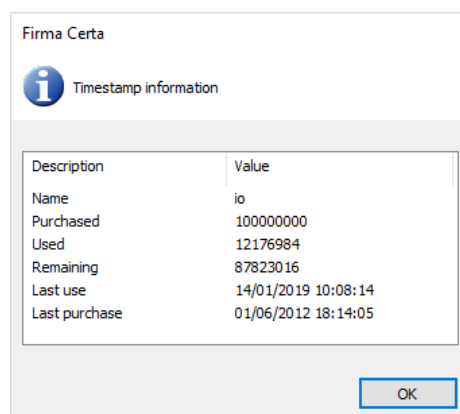 Firma Certa
Timestamp information
Description Value
Name io
Purchased 100000000
Used 12176984
Remaining 87823016
Last use 14/01/2019 10:08:14
Last purchase 01/06/2012 18:14:05
OK